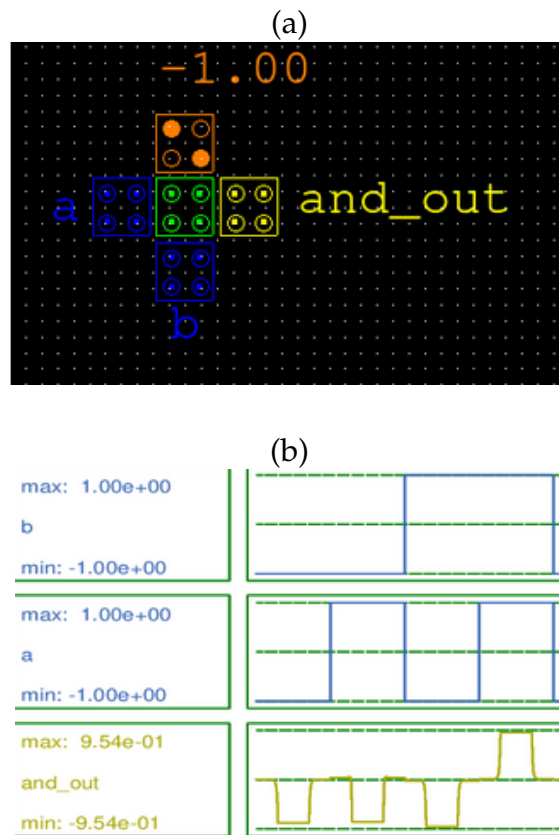 (a)
-1.00
a
and_out
b
(b)
max: 1.00e+00
b
min: -1.00e+00
max: 1.00e+00
a
min: -1.00e+00
max: 9.54e-01
and_out
min: -9.54e-01